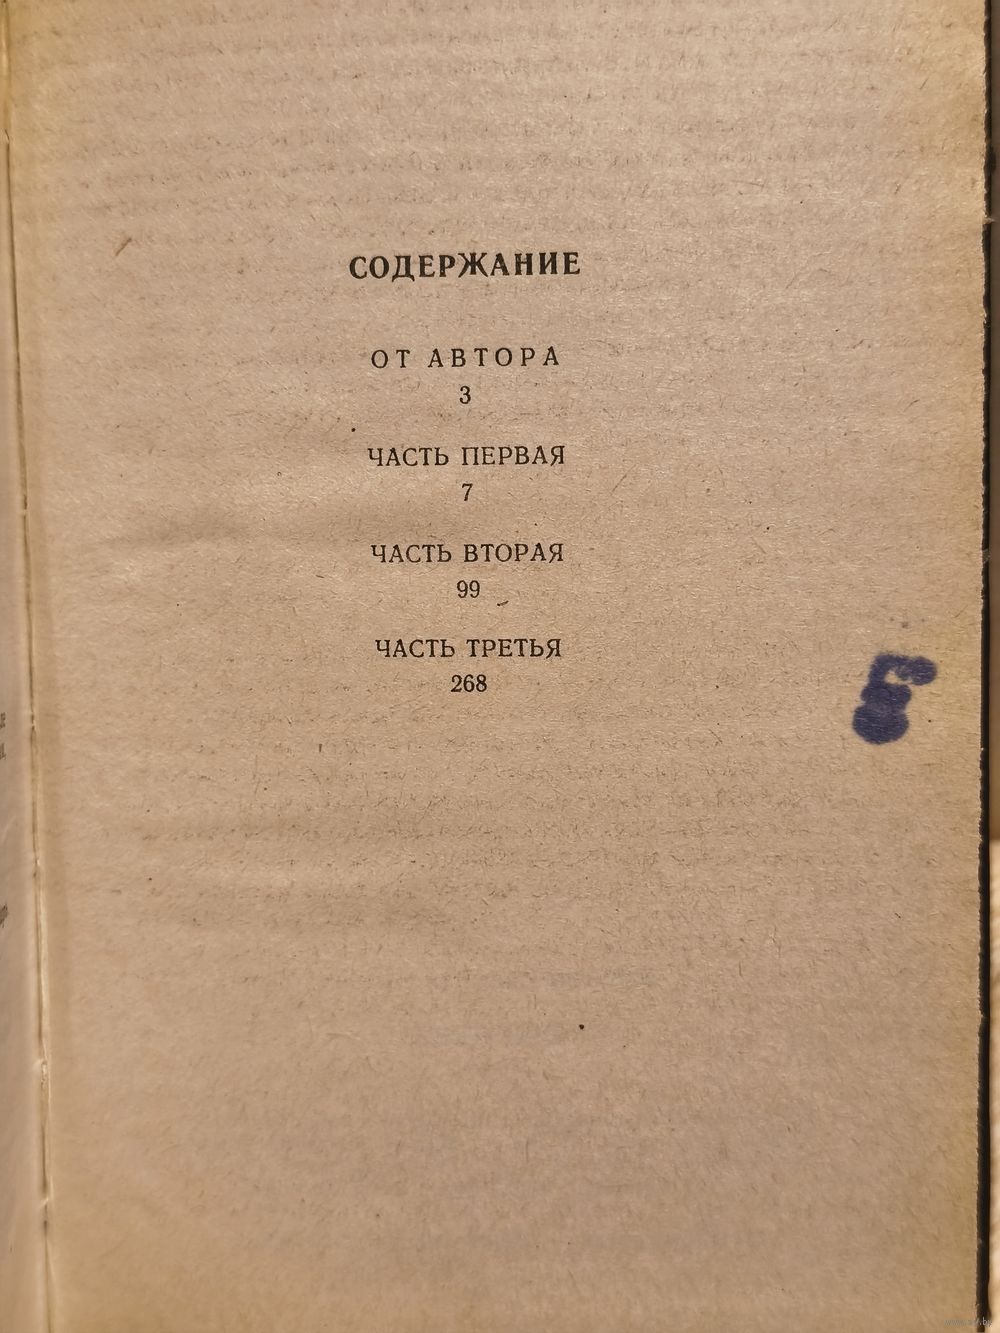 СОДЕРЖАНИЕ
ОТ АВТОРА
3
ЧАСТЬ ПЕРВАЯ
7
ЧАСТЬ ВТОРАЯ
99
ЧАСТЬ ТРЕТЬЯ
268